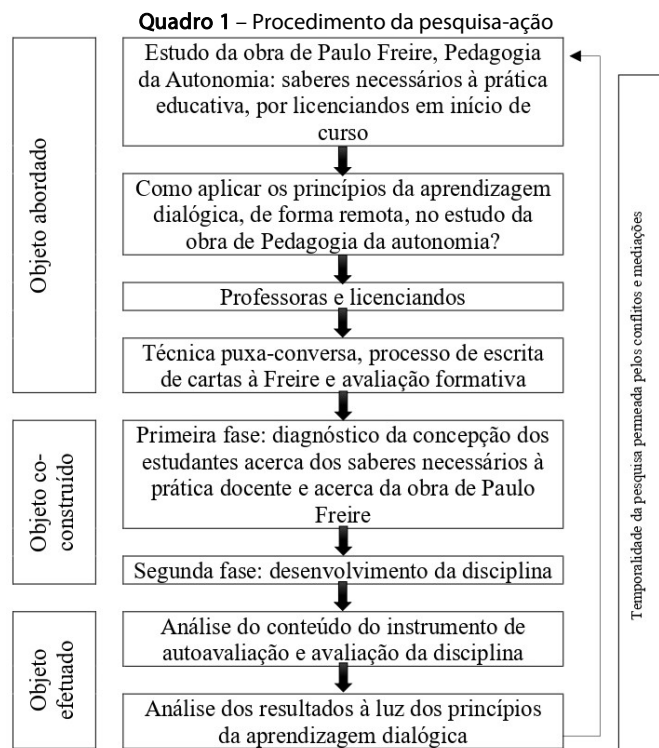 Quadro 1 – Procedimento da pesquisa-ação
Objeto abordado
Estudo da obra de Paulo Freire, Pedagogia
da Autonomia: saberes necessários à prática
educativa, por licenciandos em início de
curso
Como aplicar os princípios da aprendizagem
dialógica, de forma remota, no estudo da
obra de Pedagogia da autonomia?
Professoras e licenciandos
Técnica puxa-conversa, processo de escrita
de cartas à Freire e avaliação formativa
Objeto co-
construído
Primeira fase: diagnóstico da concepção dos
estudantes acerca dos saberes necessários à
prática docente e acerca da obra de Paulo
Freire
Segunda fase: desenvolvimento da disciplina
Objeto
efetuado
Análise do conteúdo do instrumento de
autoavaliação e avaliação da disciplina
Análise dos resultados à luz dos princípios
da aprendizagem dialógica
Temporalidade da pesquisa permeada pelos conflitos e mediações